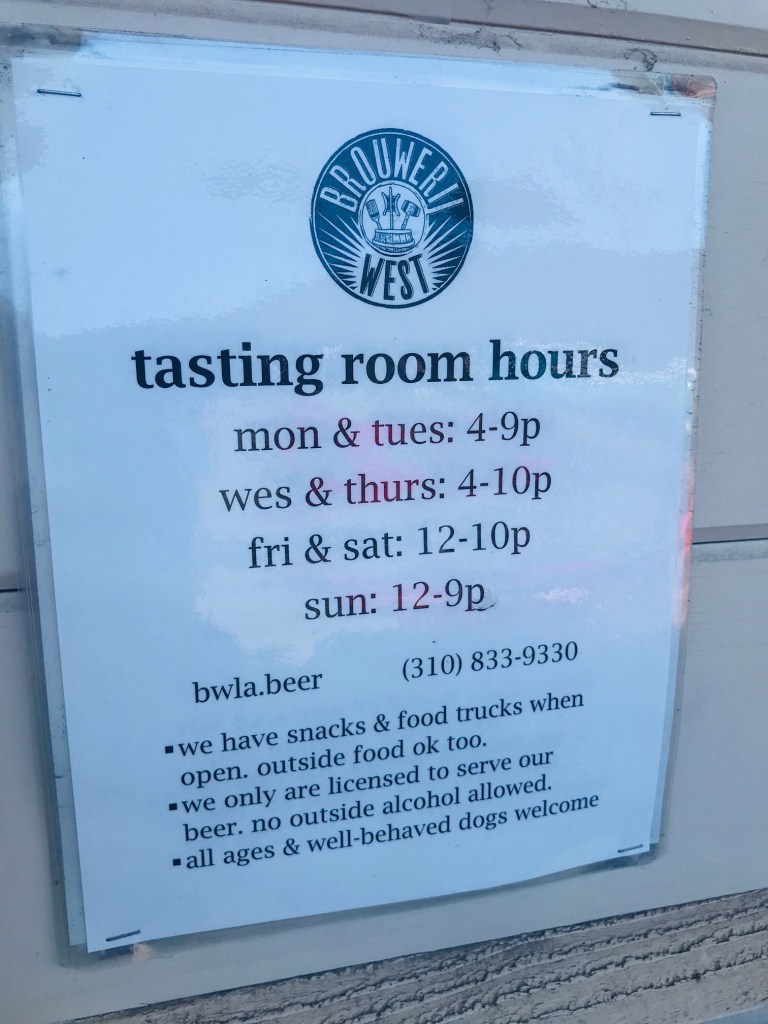 BROUWERIJ
WEST
tasting room hours
mon & tues: 4-9p
wes & thurs: 4-10p
fri & sat: 12-10p
sun: 12-9p
bwla.beer (310) 833-9330
▪we have snacks & food trucks when
open. outside food ok too.
▪we only are licensed to serve our
beer. no outside alcohol allowed.
▪all ages & well-behaved dogs welcome